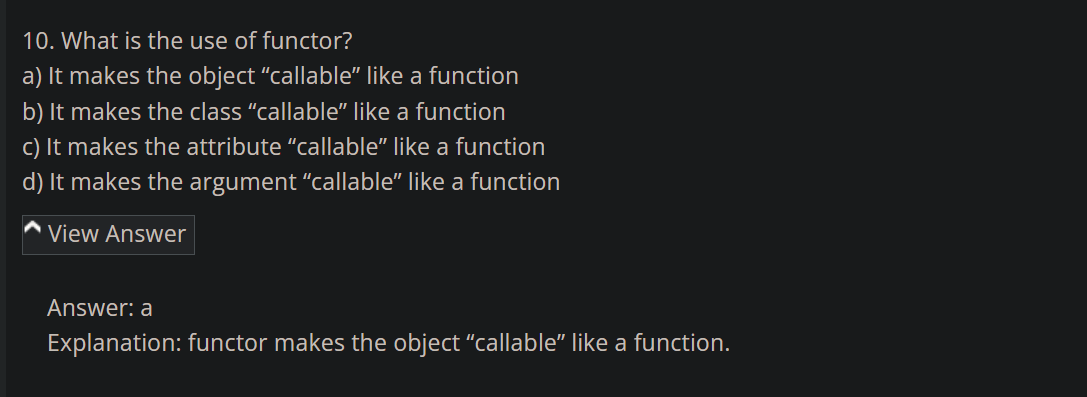 10. What is the use of functor?
a) It makes the object “callable” like a function
b) It makes the class “callable” like a function
c) It makes the attribute “callable” like a function
d) It makes the argument “callable” like a function
View Answer
Answer: a
Explanation: functor makes the object “callable” like a function.